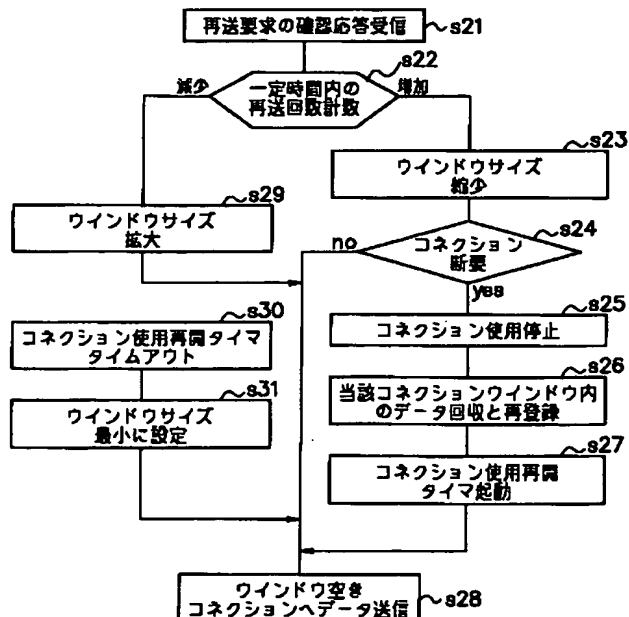 再送要求の確認応答受信
s21
s22
減少
一定時間内の
再送回数計数
増加
s23
ウインドウサイズ
縮少
s29
ウインドウサイズ
拡大
s24
no
コネクション
断要
yes
s25
コネクション使用停止
s30
コネクション使用再開タイマ
タイムアウト
s26
当該コネクションウインドウ内
のデータ回収と再登録
s31
ウインドウサイズ
最小に設定
s27
コネクション使用再開
タイマ起動
ウインドウ空き
コネクションへデータ送信
s28